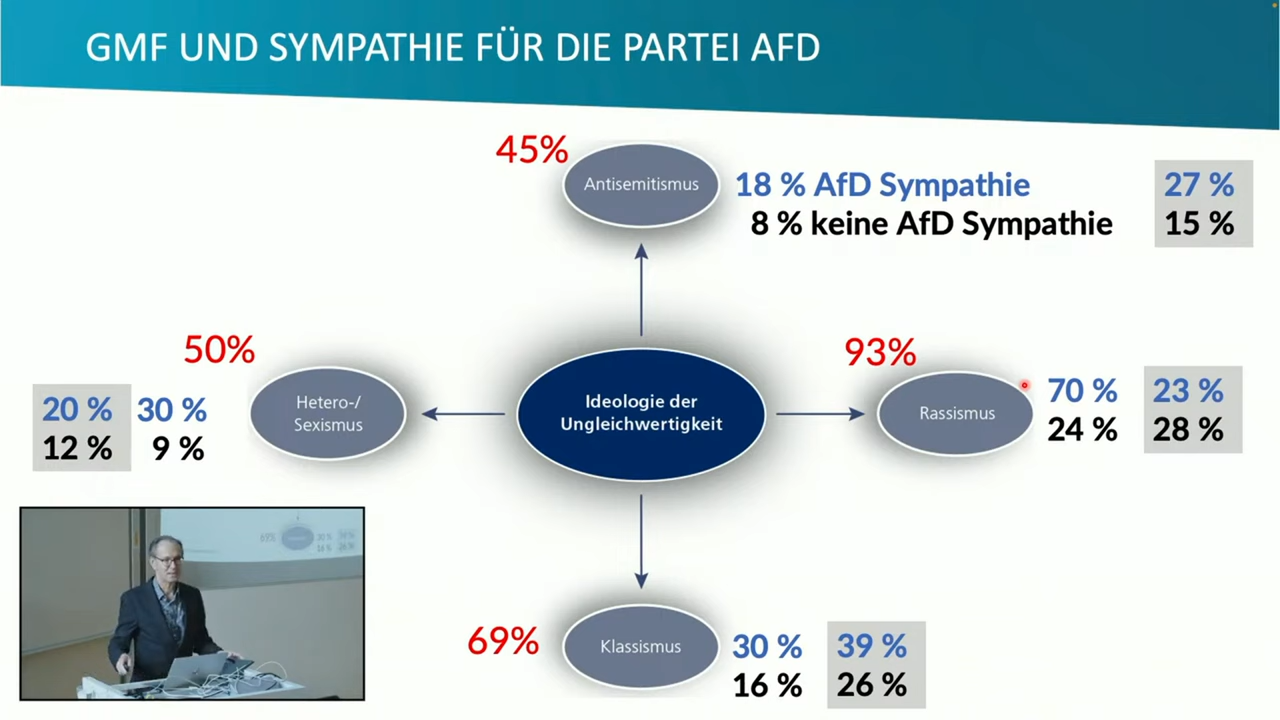 GMF UND SYMPATHIE FÜR DIE PARTEI AFD
45%
Antisemitismus
18 % AfD Sympathie
27 %
8 % keine AfD Sympathie
15 %
50%
Hetero-/
Sexismus
20 % 30 %
12 % 9 %
Ideologie der
Ungleichwertigkeit
93%
Rassismus
70 % 23 %
24 % 28 %
69%
Klassismus
30 % 39 %
16 % 26 %